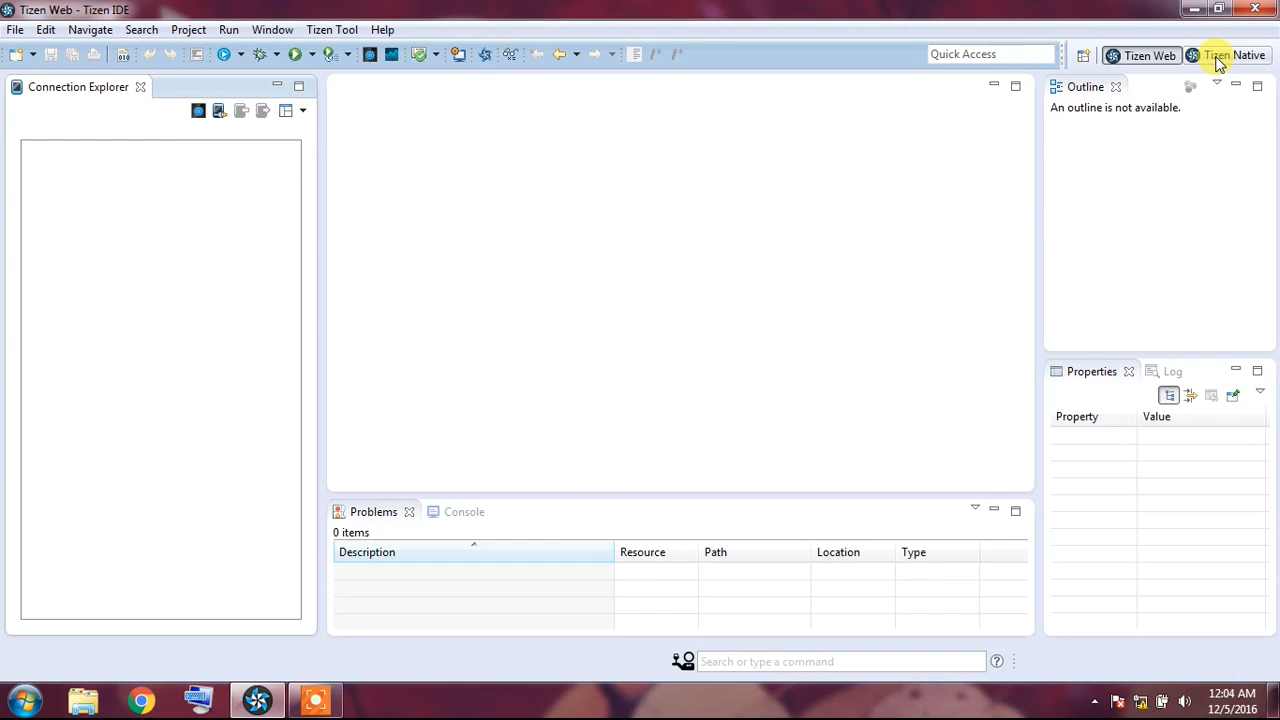 Tizen Web - Tizen IDE
File Edit Navigate Search Project Run Window Tizen Tool Help
Quick Access
Tizen Web
Tizen Native
Connection Explorer
Outline
An outline is not available.
Properties
Log
Property Value
Problems
Console
0 items
Description Resource Path Location Type
Search or type a command
12:04 AM
12/5/2016